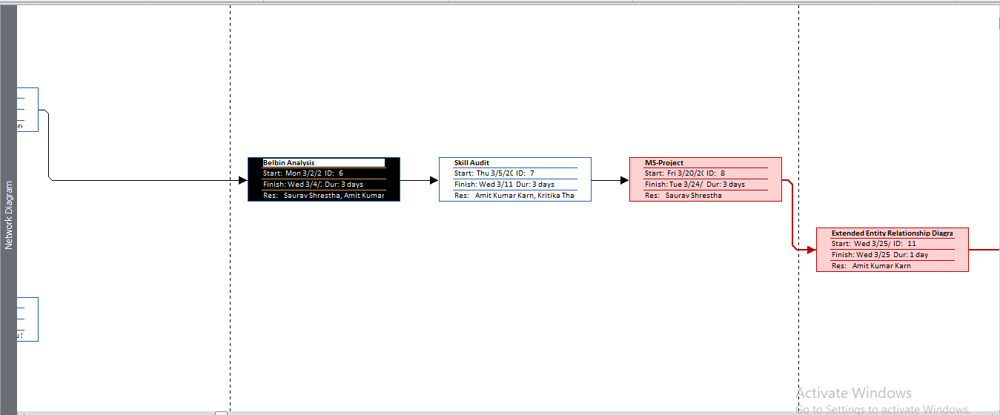 Network Diagram
Belbin Analysis
Start: Mon 3/2/2 ID: 6
Finish: Wed 3/4/ Dur: 3 days
Res: Saurav Shrestha, Amit Kumar
Skill Audit
Start: Thu 3/5/20 ID: 7
Finish: Wed 3/11 Dur: 3 days
Res: Amit Kumar Karn, Kritika Tha
MS-Project
Start: Fri 3/20/20 ID: 8
Finish: Tue 3/24/ Dur: 3 days
Res: Saurav Shrestha
Extended Entity Relationship Diagra
Start: Wed 3/25/ ID: 11
Finish: Wed 3/25 Dur: 1 day
Res: Amit Kumar Karn
Activate Windows
Go to Settings to activate Windows.